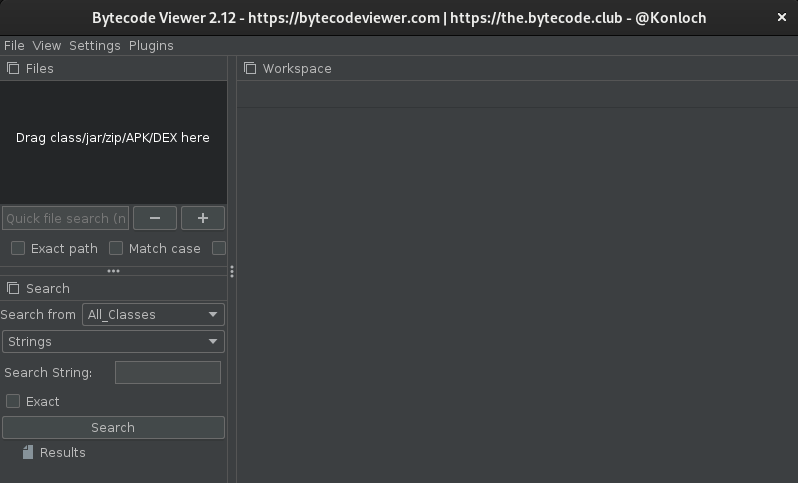 Bytecode Viewer 2.12 - https://bytecodeviewer.com | https://the.bytecode.club - @Konloch
File View Settings Plugins
Files
Workspace
Drag class/jar/zip/APK/DEX here
Quick file search (n
Exact path Match case
Search
Search from All_Classes
Strings
Search String:
Exact
Search
Results